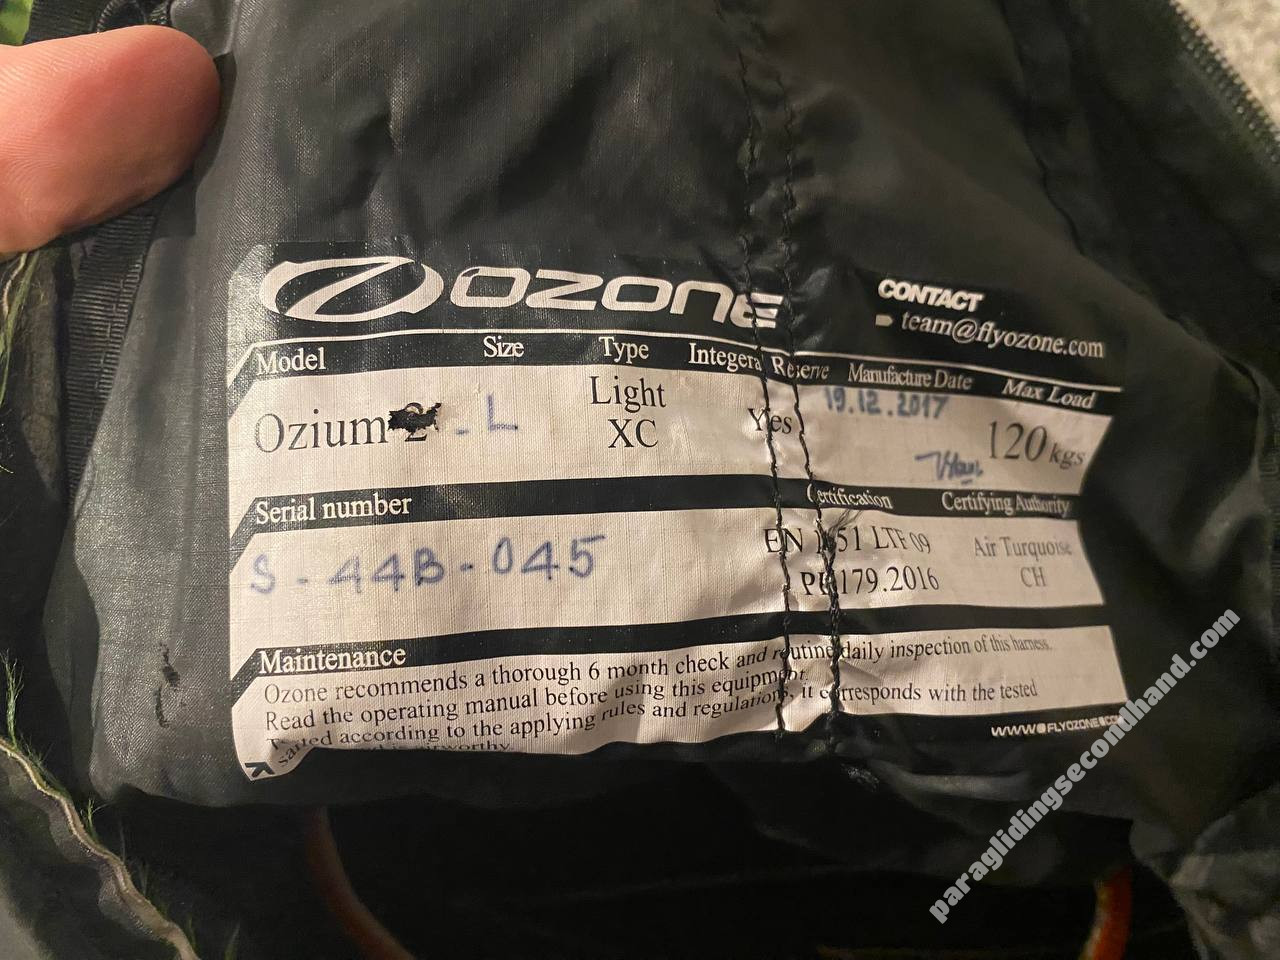 OZONE
CONTACT
team@flyozone.com
Model Size Type Integeral Reserve Manufacture Date Max Load
Ozium 2 - L Light XC Yes 19.12.2017 120 kgs
Serial number Certification Certifying Authority
S - 44B - 045 EN 1651 LTF 09 Air Turquoise
PH 179.2016 CH
Maintenance
Ozone recommends a thorough 6 month check and routine daily inspection of this harness.
Read the operating manual before using this equipment.
Tested according to the applying rules and regulations, it corresponds with the tested
WWW.FLYOZONE.COM
paraglidingsecondhand.com